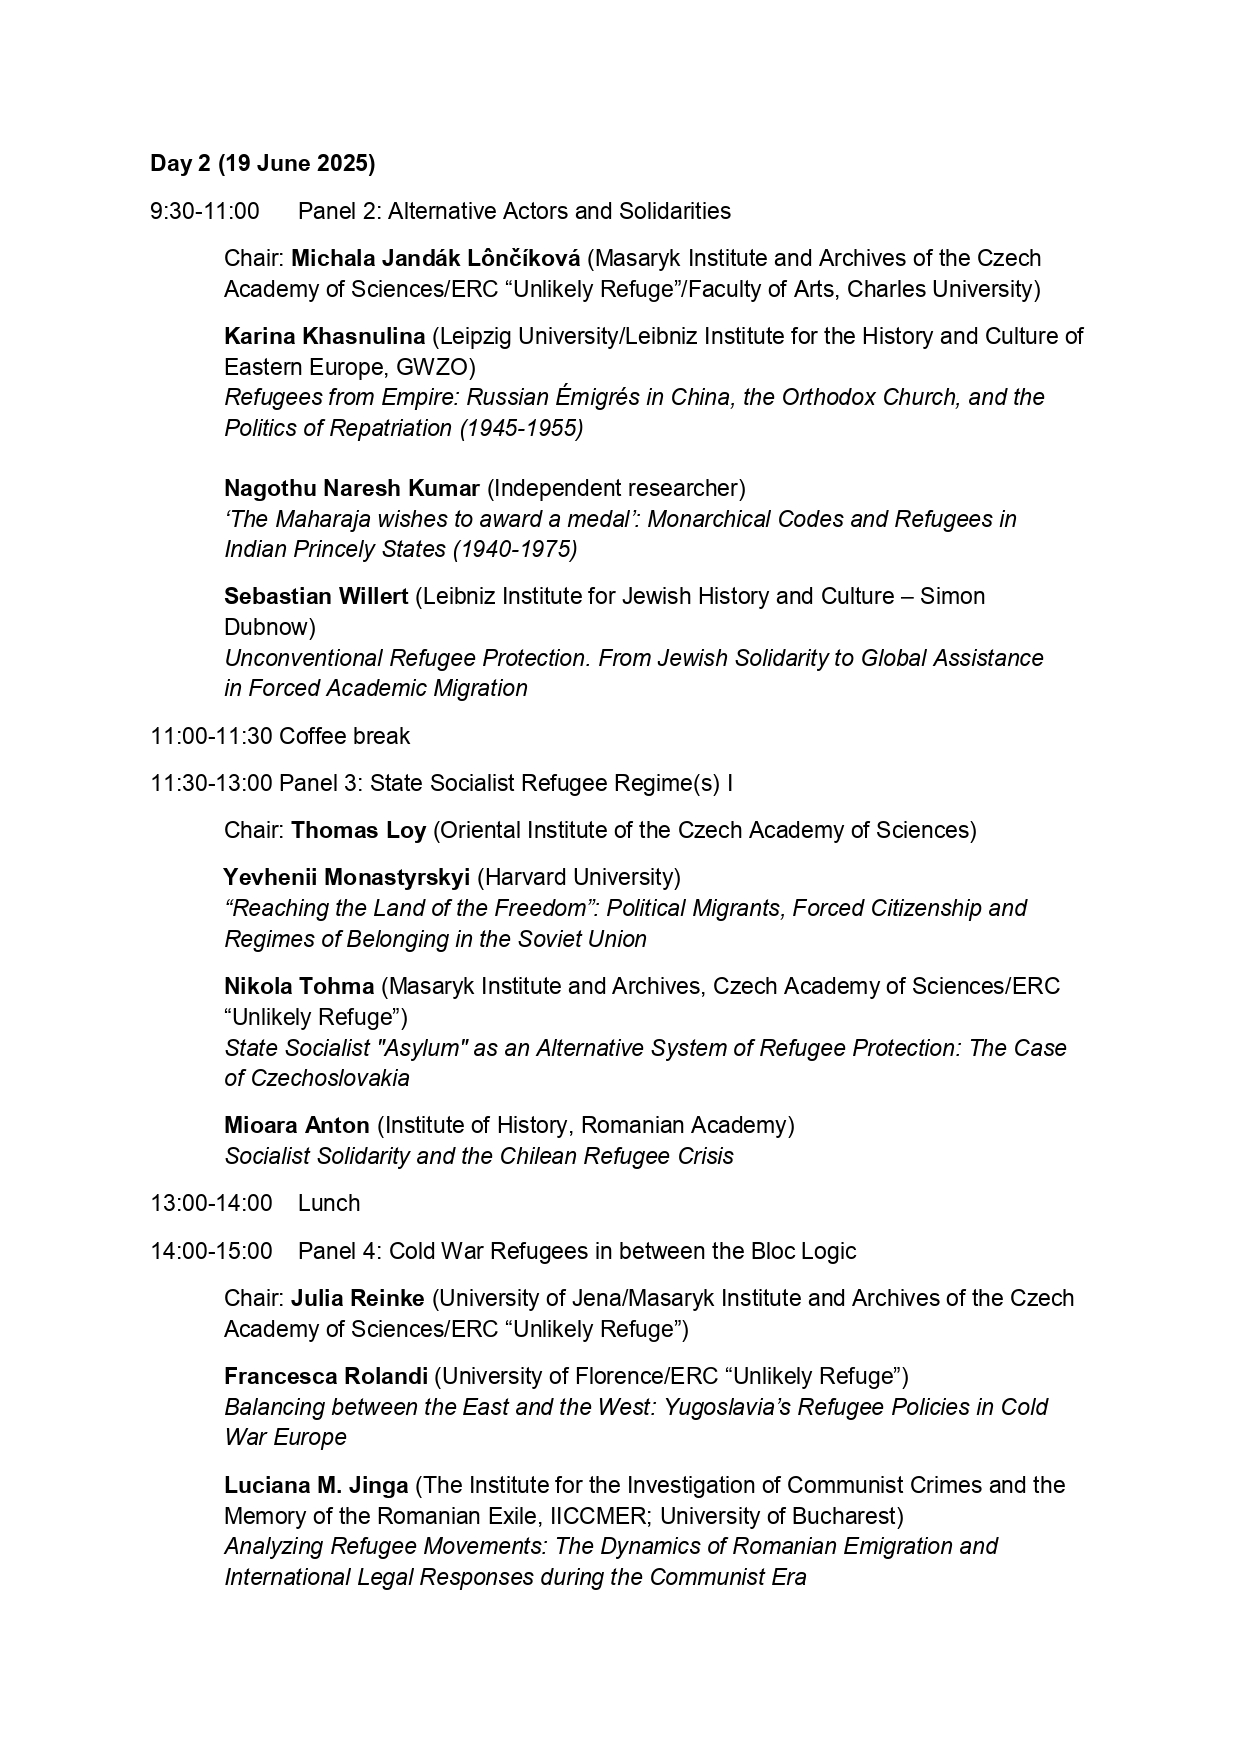 Day 2 (19 June 2025)
9:30-11:00 Panel 2: Alternative Actors and Solidarities
Chair: Michala Jandák Lônčíková (Masaryk Institute and Archives of the Czech
Academy of Sciences/ERC “Unlikely Refuge”/Faculty of Arts, Charles University)
Karina Khasnulina (Leipzig University/Leibniz Institute for the History and Culture of
Eastern Europe, GWZO)
Refugees from Empire: Russian Émigrés in China, the Orthodox Church, and the
Politics of Repatriation (1945-1955)
Nagothu Naresh Kumar (Independent researcher)
‘The Maharaja wishes to award a medal’: Monarchical Codes and Refugees in
Indian Princely States (1940-1975)
Sebastian Willert (Leibniz Institute for Jewish History and Culture – Simon
Dubnow)
Unconventional Refugee Protection. From Jewish Solidarity to Global Assistance
in Forced Academic Migration
11:00-11:30 Coffee break
11:30-13:00 Panel 3: State Socialist Refugee Regime(s) I
Chair: Thomas Loy (Oriental Institute of the Czech Academy of Sciences)
Yevhenii Monastyrskyi (Harvard University)
“Reaching the Land of the Freedom”: Political Migrants, Forced Citizenship and
Regimes of Belonging in the Soviet Union
Nikola Tohma (Masaryk Institute and Archives, Czech Academy of Sciences/ERC
“Unlikely Refuge”)
State Socialist "Asylum" as an Alternative System of Refugee Protection: The Case
of Czechoslovakia
Mioara Anton (Institute of History, Romanian Academy)
Socialist Solidarity and the Chilean Refugee Crisis
13:00-14:00 Lunch
14:00-15:00 Panel 4: Cold War Refugees in between the Bloc Logic
Chair: Julia Reinke (University of Jena/Masaryk Institute and Archives of the Czech
Academy of Sciences/ERC “Unlikely Refuge”)
Francesca Rolandi (University of Florence/ERC “Unlikely Refuge”)
Balancing between the East and the West: Yugoslavia’s Refugee Policies in Cold
War Europe
Luciana M. Jinga (The Institute for the Investigation of Communist Crimes and the
Memory of the Romanian Exile, IICCMER; University of Bucharest)
Analyzing Refugee Movements: The Dynamics of Romanian Emigration and
International Legal Responses during the Communist Era